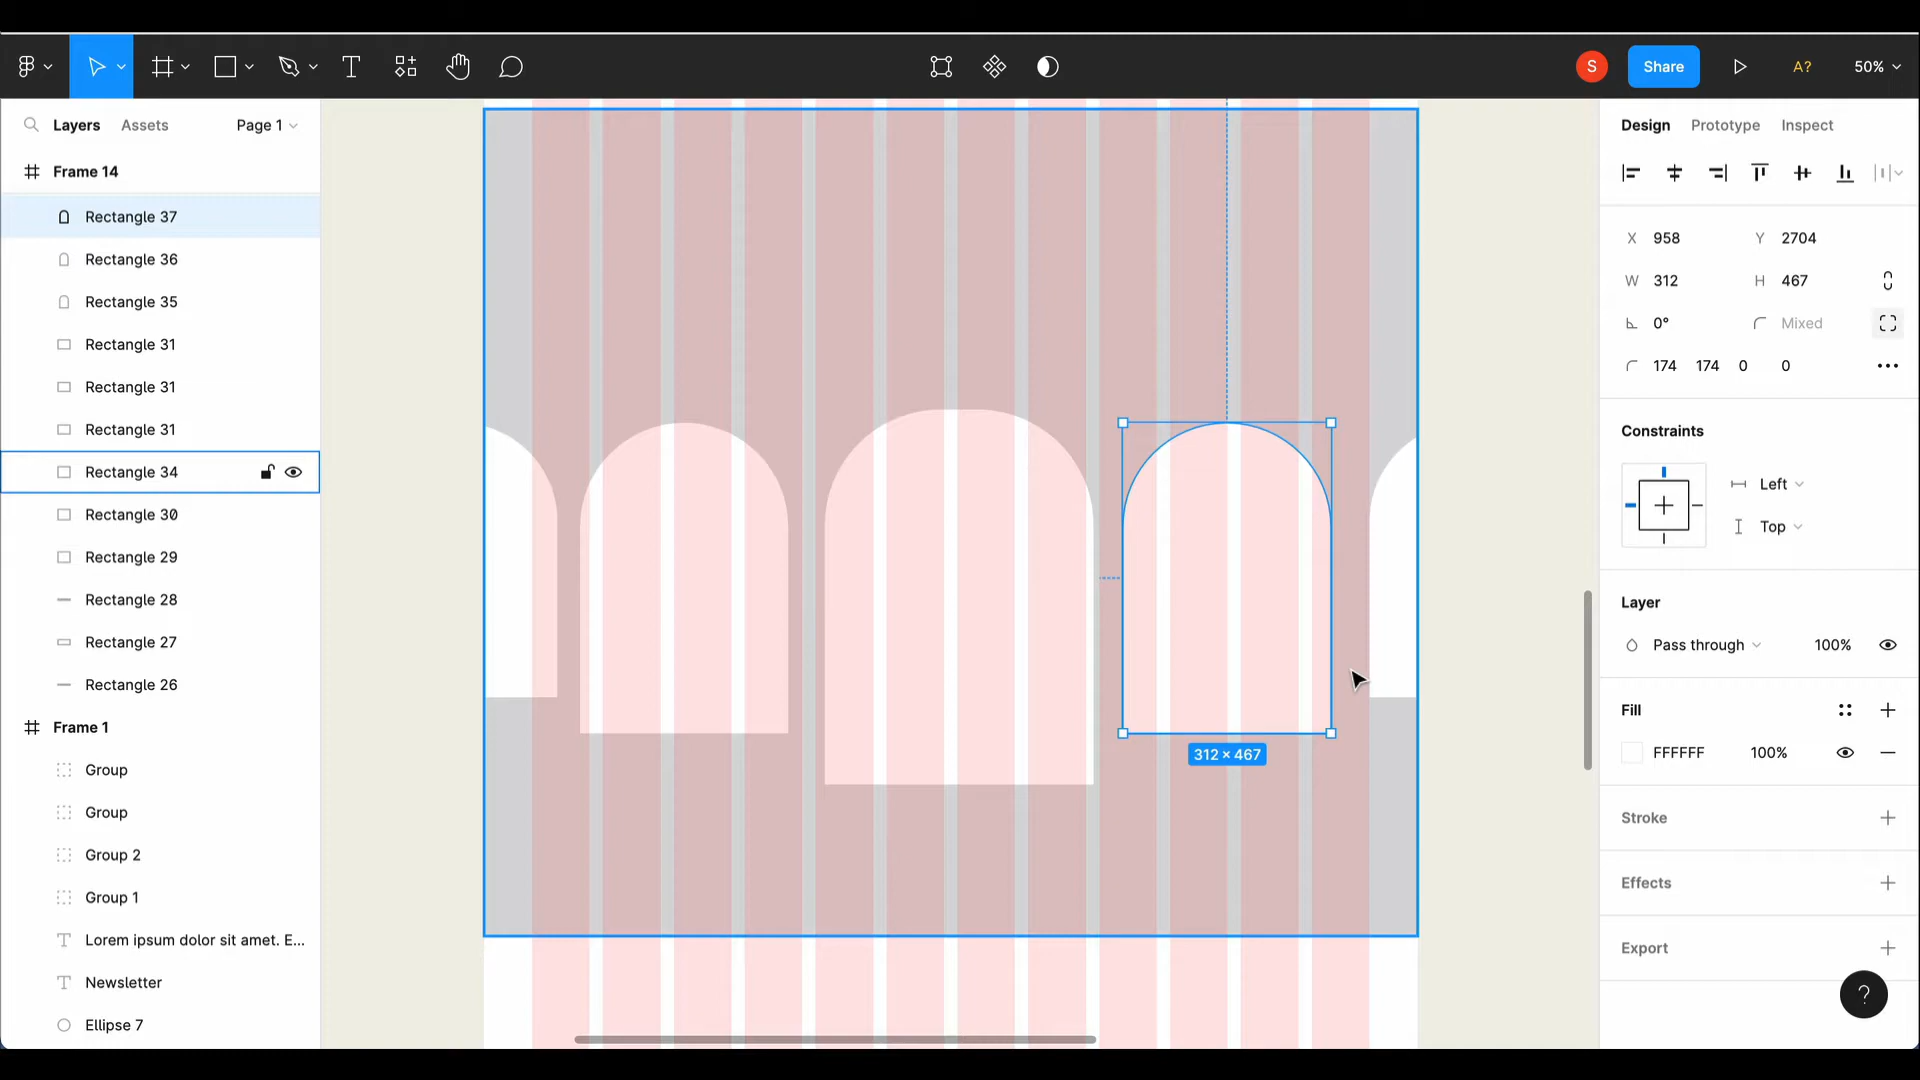 S
Share
A?
50%
Layers
Assets
Page 1
Frame 14
Rectangle 37
Rectangle 36
Rectangle 35
Rectangle 31
Rectangle 31
Rectangle 31
Rectangle 34
Rectangle 30
Rectangle 29
Rectangle 28
Rectangle 27
Rectangle 26
Frame 1
Group
Group
Group 2
Group 1
Lorem ipsum dolor sit amet. E...
Newsletter
Ellipse 7
312 × 467
Design
Prototype
Inspect
X 958
Y 2704
W 312
H 467
0°
Mixed
174 174 0 0
Constraints
Left
Top
Layer
Pass through
100%
Fill
FFFFFF
100%
Stroke
Effects
Export
?